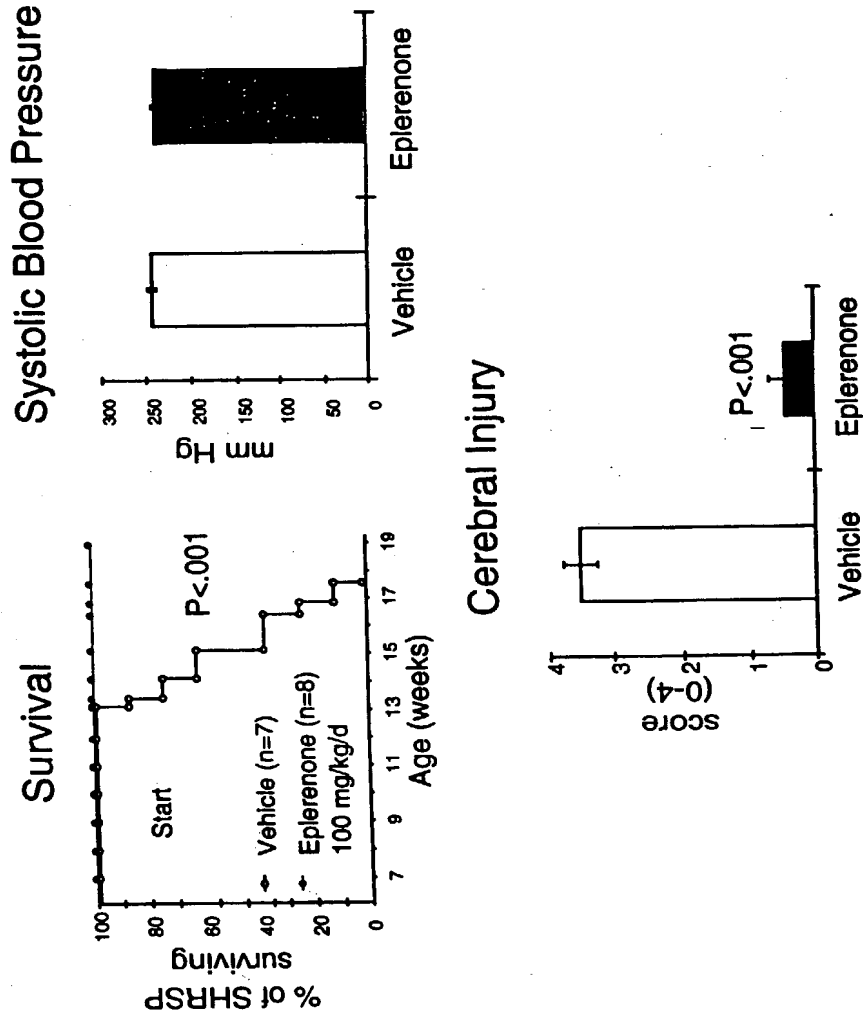 Survival
% of SHRSP
surviving
100
80
60
40
20
0
Start
P<.001
Vehicle (n=7)
Eplerenone (n=8)
100 mg/kg/d
7
9
11
13
15
17
19
Age (weeks)
Systolic Blood Pressure
mm Hg
300
250
200
150
100
50
0
Vehicle
Eplerenone
Cerebral Injury
score
(0-4)
4
3
2
1
0
P<.001
Vehicle
Eplerenone